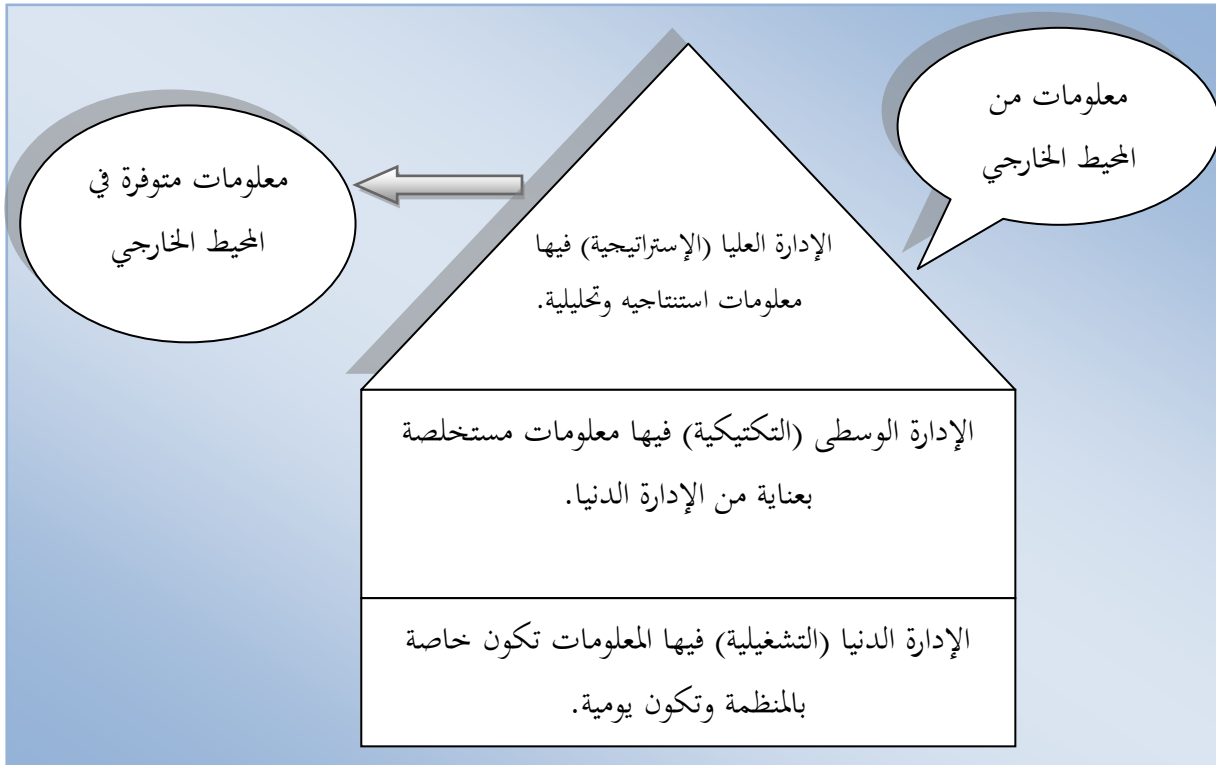 معلومات من
المحيط الخارجي
معلومات متوفرة في
المحيط الخارجي
الإدارة العليا (الإستراتيجية) فيها
معلومات استنتاجيه وتحليلية.
الإدارة الوسطى (التكتيكية) فيها معلومات مستخلصة
بعناية من الإدارة الدنيا.
الإدارة الدنيا (التشغيلية) فيها المعلومات تكون خاصة
بالمنظمة وتكون يومية.